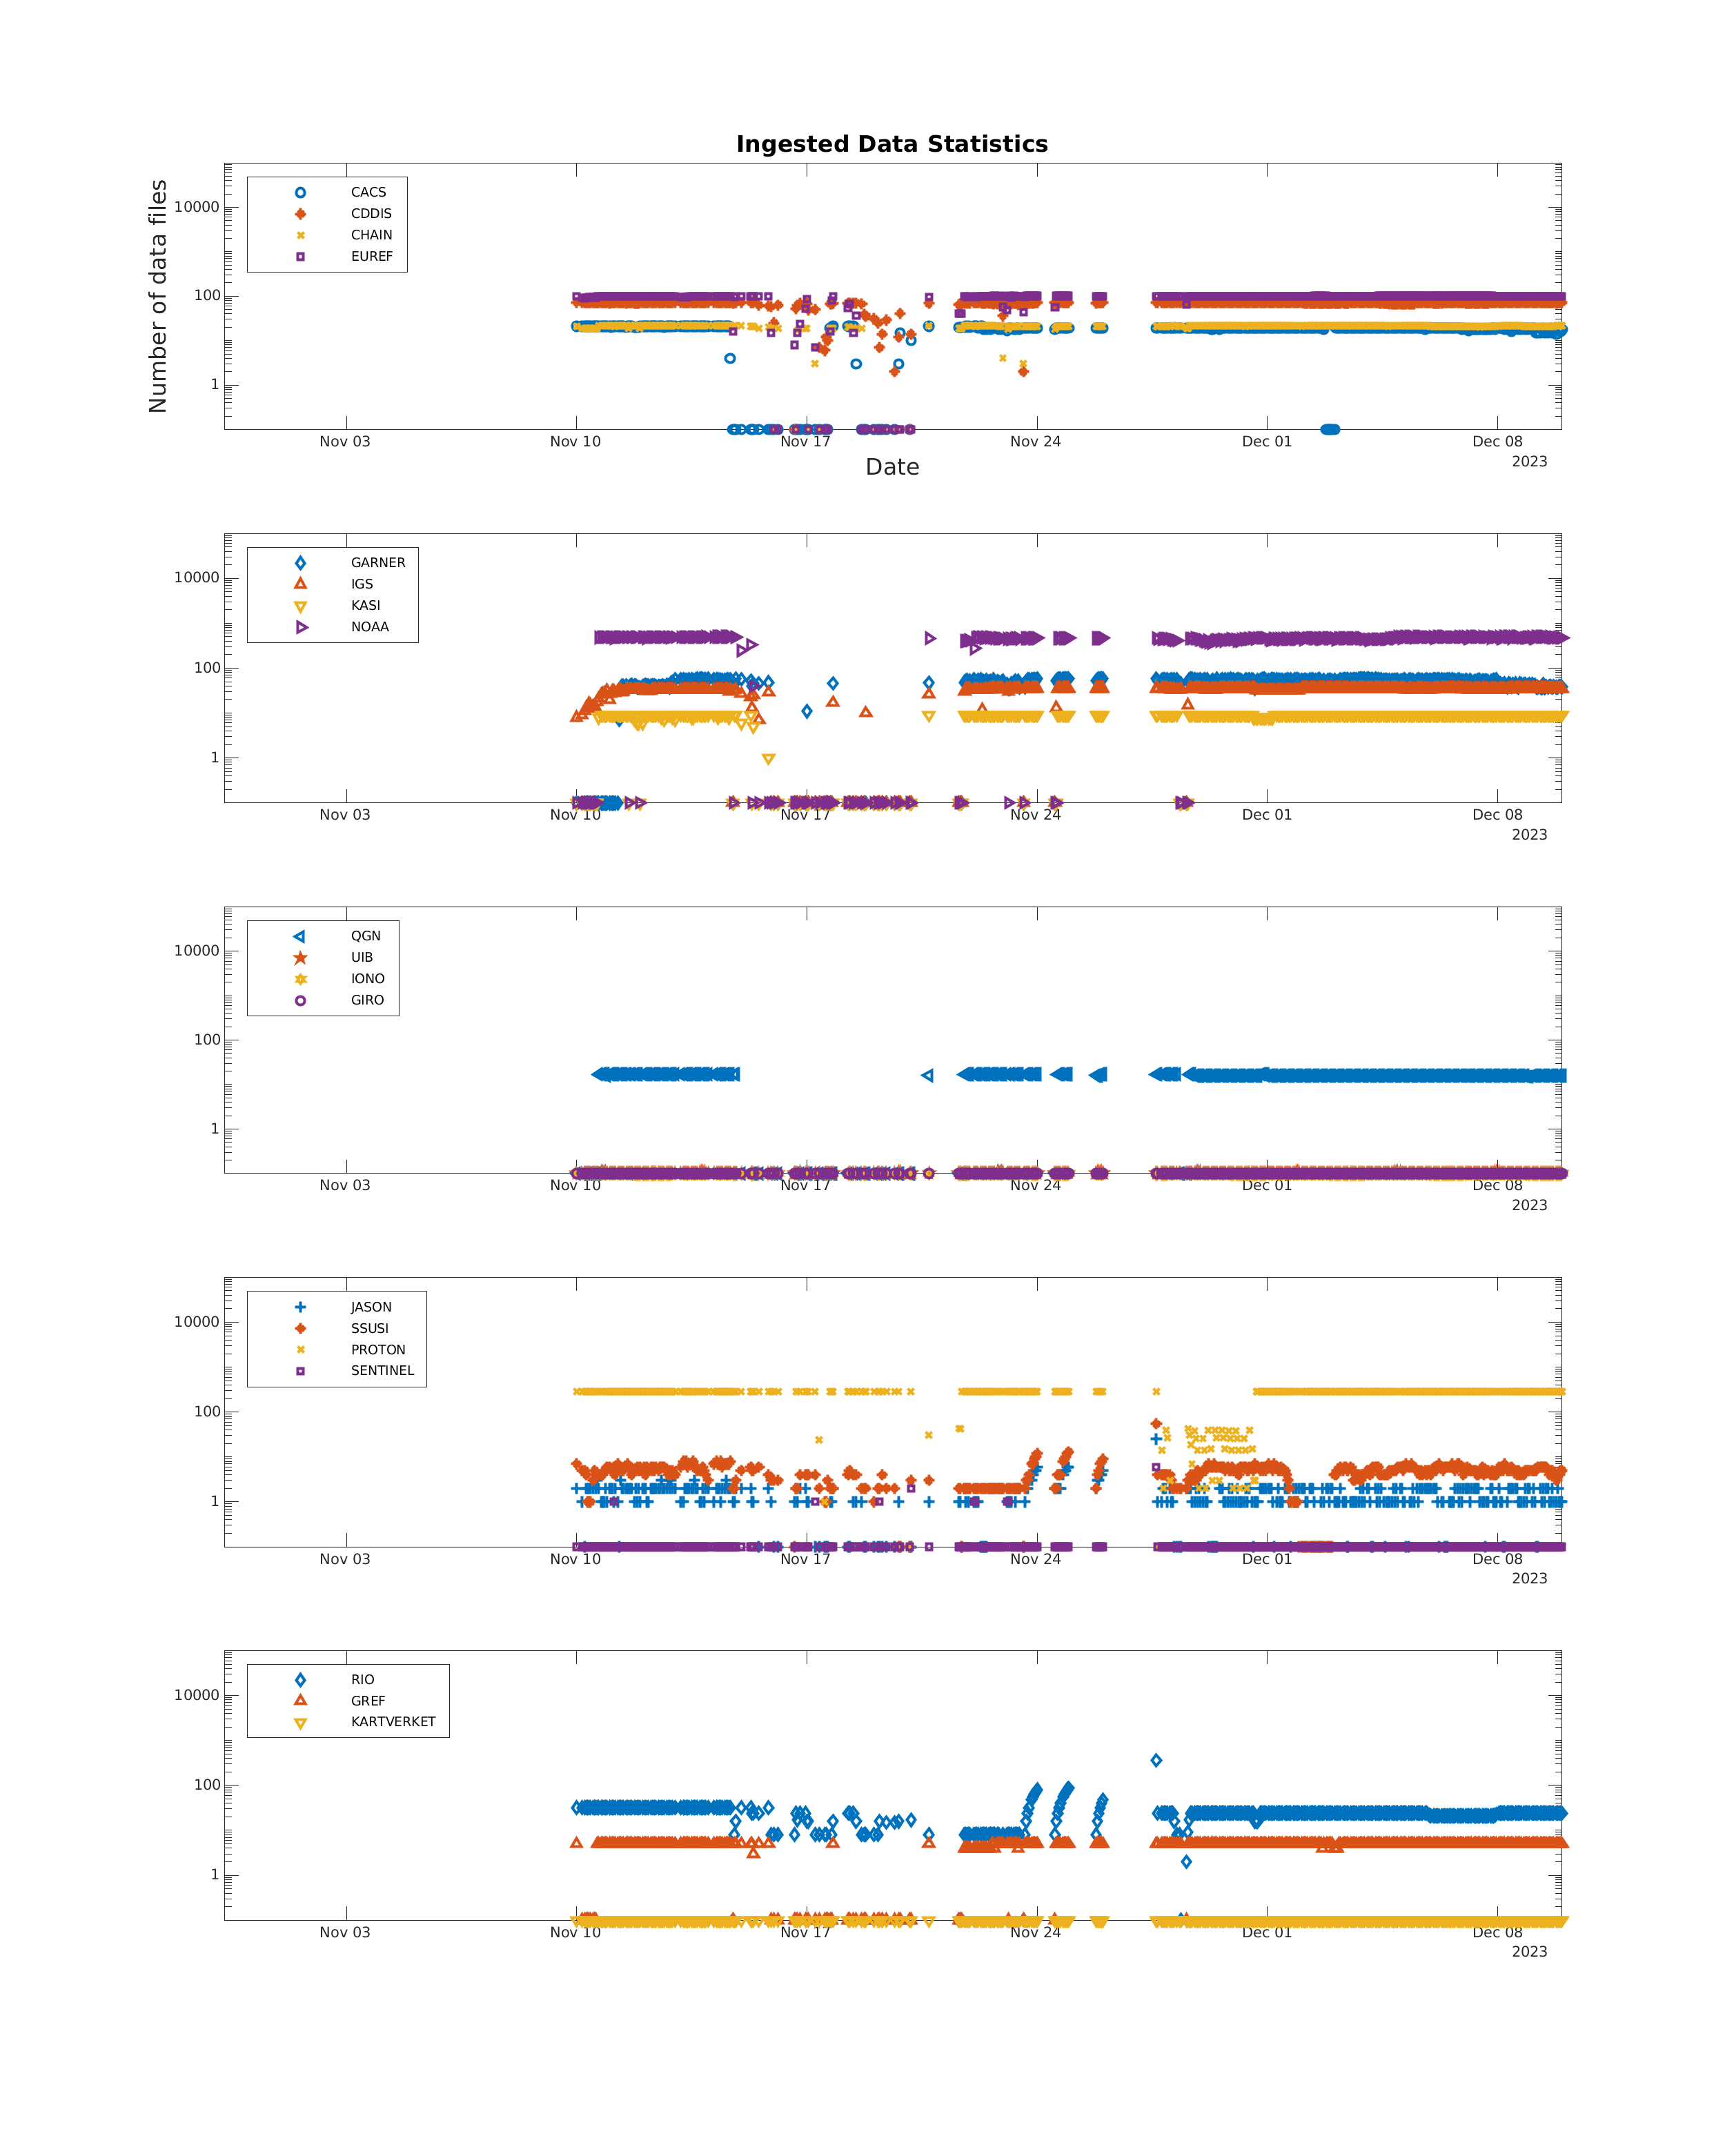 Ingested Data Statistics
Number of data files
CACS
CDDIS
CHAIN
EUREF
10000
100
1
Nov 03 Nov 10 Nov 17 Nov 24 Dec 01 Dec 08
2023
Date
GARNER
IGS
KASI
NOAA
10000
100
1
Nov 03 Nov 10 Nov 17 Nov 24 Dec 01 Dec 08
2023
QGN
UIB
IONO
GIRO
10000
100
1
Nov 03 Nov 10 Nov 17 Nov 24 Dec 01 Dec 08
2023
JASON
SSUSI
PROTON
SENTINEL
10000
100
1
Nov 03 Nov 10 Nov 17 Nov 24 Dec 01 Dec 08
2023
RIO
GREF
KARTVERKET
10000
100
1
Nov 03 Nov 10 Nov 17 Nov 24 Dec 01 Dec 08
2023